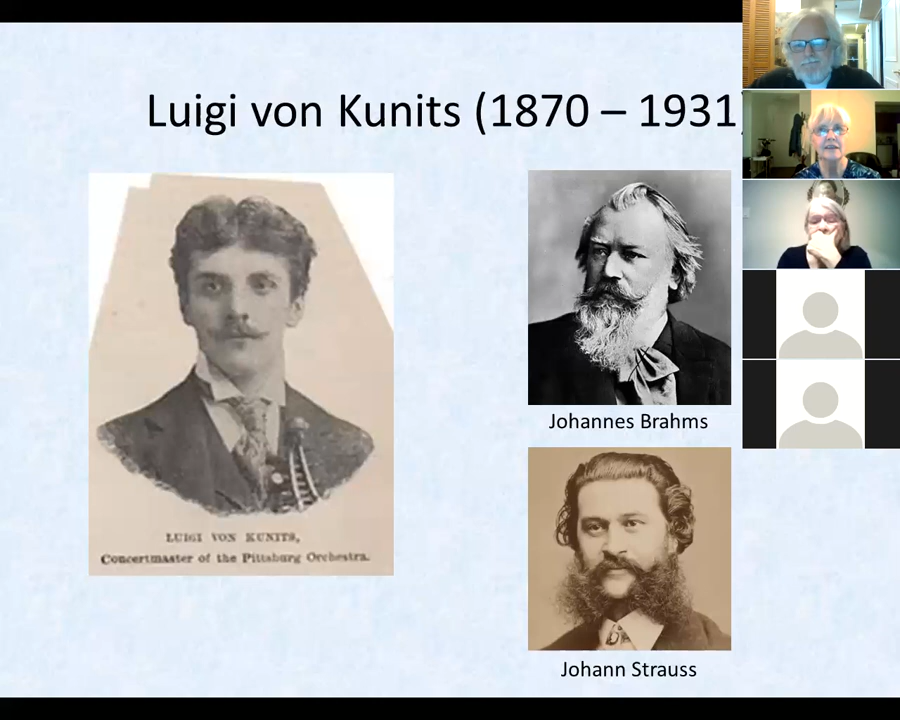 Luigi von Kunits (1870 – 1931)
LUIGI VON KUNITS,
Concertmaster of the Pittsburg Orchestra.
Johannes Brahms
Johann Strauss